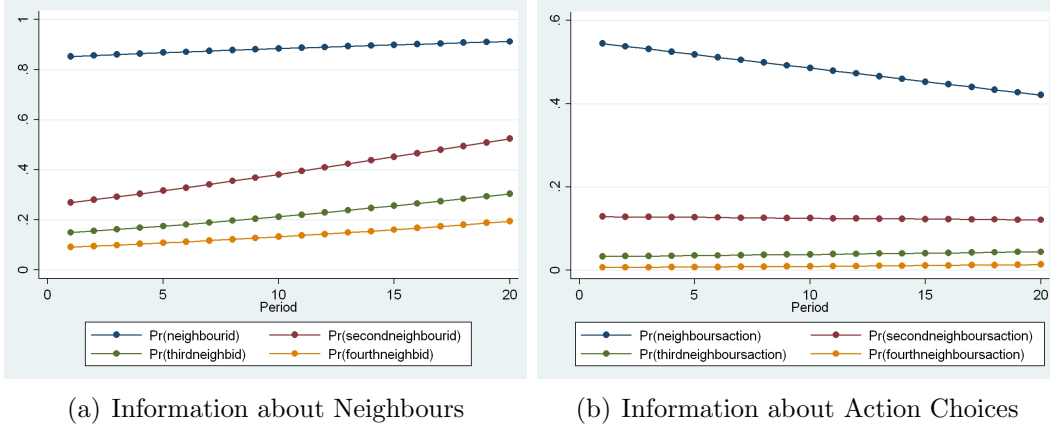 1
.8
.6
.4
.2
0
0 5 10 15 20
Period
Pr(neighbourid) Pr(secondneighbourid)
Pr(thirdneighbid) Pr(fourthneighbid)
(a) Information about Neighbours
.6
.4
.2
0
0 5 10 15 20
Period
Pr(neighboursaction) Pr(secondneighboursaction)
Pr(thirdneighboursaction) Pr(fourthneighboursaction)
(b) Information about Action Choices